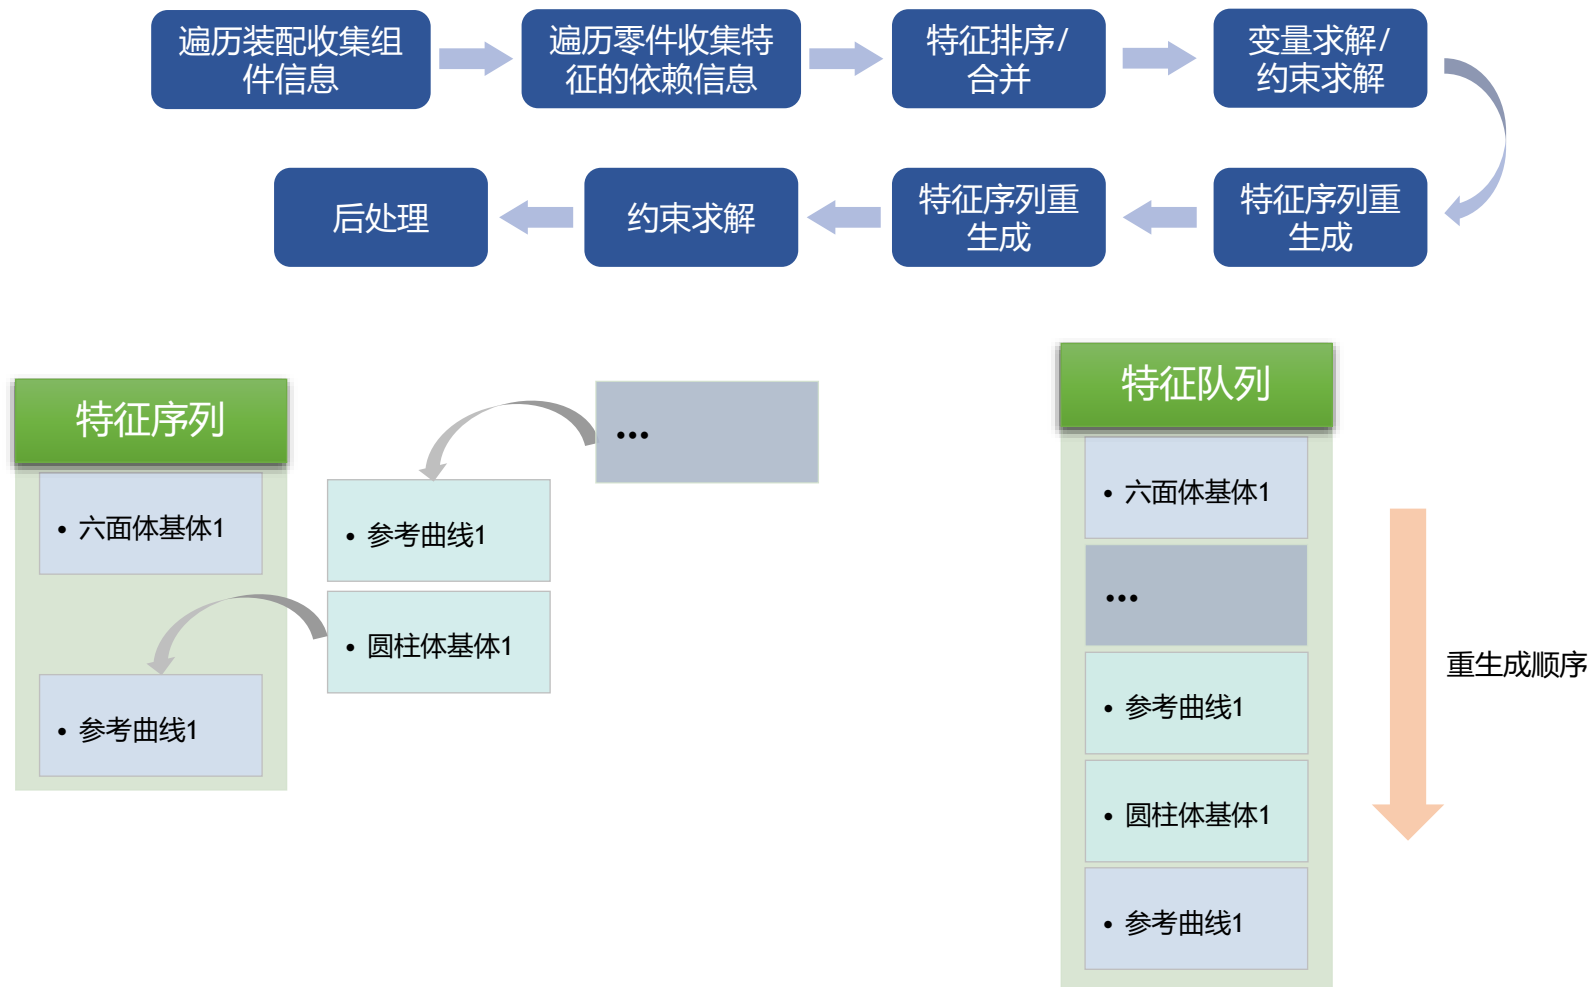 遍历装配收集组
件信息
遍历零件收集特
征的依赖信息
特征排序/
合并
变量求解/
约束求解
特征序列重
生成
特征序列重
生成
约束求解
后处理
特征序列
• 六面体基体1
• 参考曲线1
...
• 参考曲线1
• 圆柱体基体1
特征队列
• 六面体基体1
...
• 参考曲线1
• 圆柱体基体1
• 参考曲线1
重生成顺序